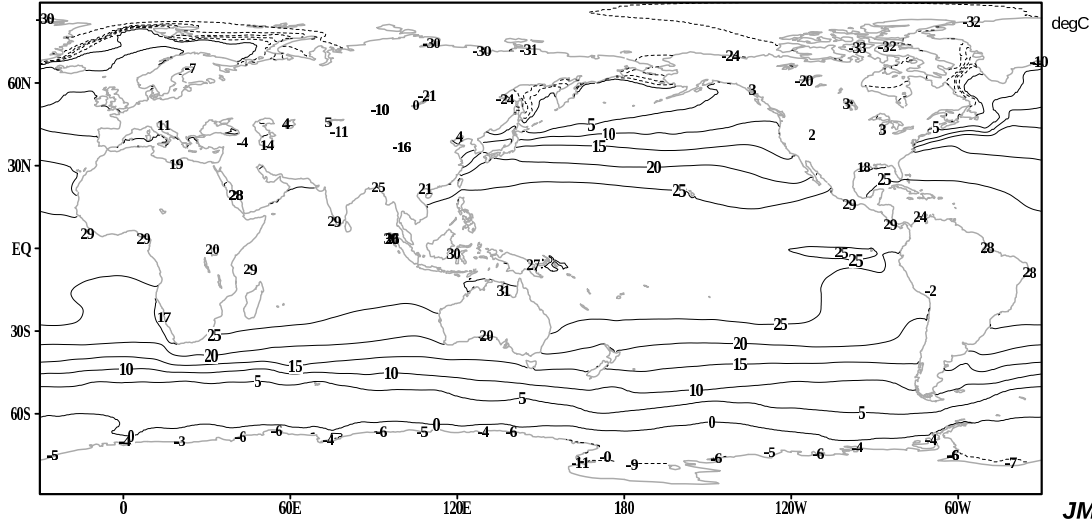 -30 -32
degC
-30 -30 -31 -24 -33 -32 -10
-7
60N -21 -24 -20 3
-10 0 3
11 4 5 -11 5 10 2 3 5
-4 14 -16 4 15
30N 19 20 18
28 25 21 25 25
29 29 24
29 29 20 30 25 29 28
EQ 29 27 25 28
31 -2
17 25 20 25
30S 20 15 20
10 15 10 15
5 5 10
60S 5
0 -4 -3 -6 -6 -4 -6 -5 0 -4 -6 0 -4
-5 -11 -0 -9 -6 -5 -6 -4 -6 -7
0 60E 120E 180 120W 60W
JM